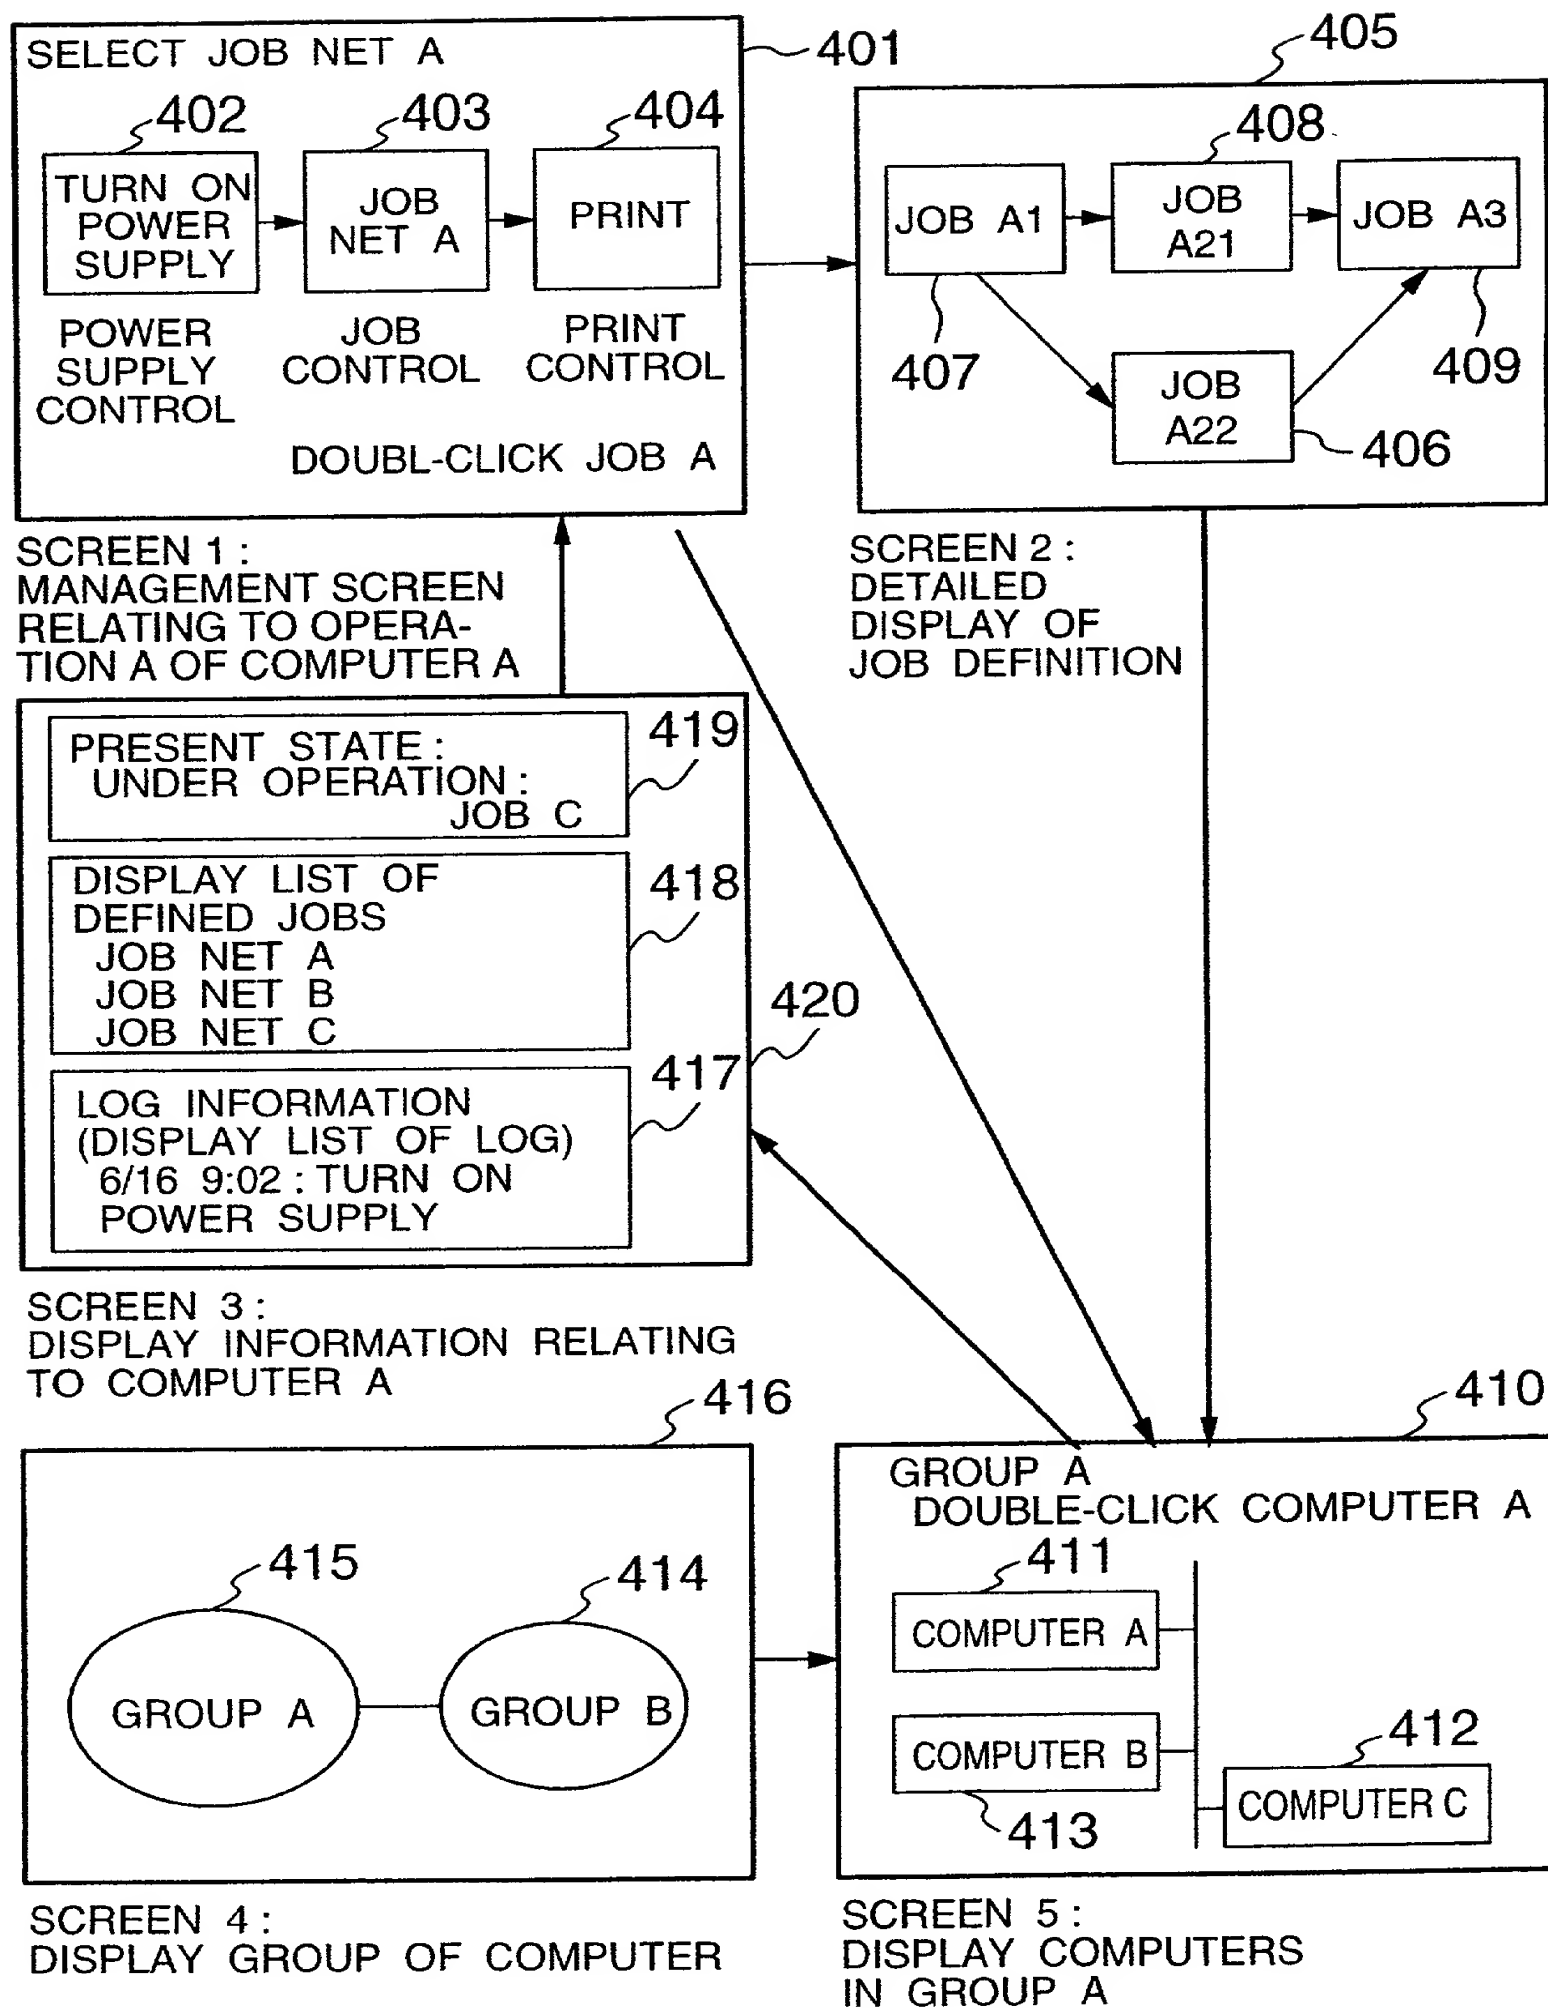 SELECT JOB NET A
401
402
403
404
TURN ON
POWER
SUPPLY
JOB
NET A
PRINT
POWER
SUPPLY
CONTROL
JOB
CONTROL
PRINT
CONTROL
DOUBL-CLICK JOB A
SCREEN 1 :
MANAGEMENT SCREEN
RELATING TO OPERA-
TION A OF COMPUTER A
405
408
JOB A1
JOB
A21
JOB A3
407
409
JOB
A22
406
SCREEN 2 :
DETAILED
DISPLAY OF
JOB DEFINITION
419
PRESENT STATE :
UNDER OPERATION :
JOB C
418
DISPLAY LIST OF
DEFINED JOBS
JOB NET A
JOB NET B
JOB NET C
420
417
LOG INFORMATION
(DISPLAY LIST OF LOG)
6/16 9:02 : TURN ON
POWER SUPPLY
SCREEN 3 :
DISPLAY INFORMATION RELATING
TO COMPUTER A
416
415
414
GROUP A
GROUP B
SCREEN 4 :
DISPLAY GROUP OF COMPUTER
410
GROUP A
DOUBLE-CLICK COMPUTER A
411
COMPUTER A
COMPUTER B
412
COMPUTER C
413
SCREEN 5 :
DISPLAY COMPUTERS
IN GROUP A